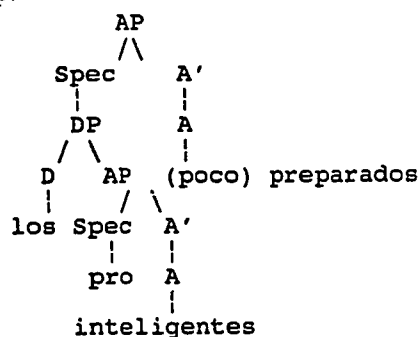 AP
Spec A'
DP A
D AP (poco) preparados
los Spec A'
pro A
inteligentes